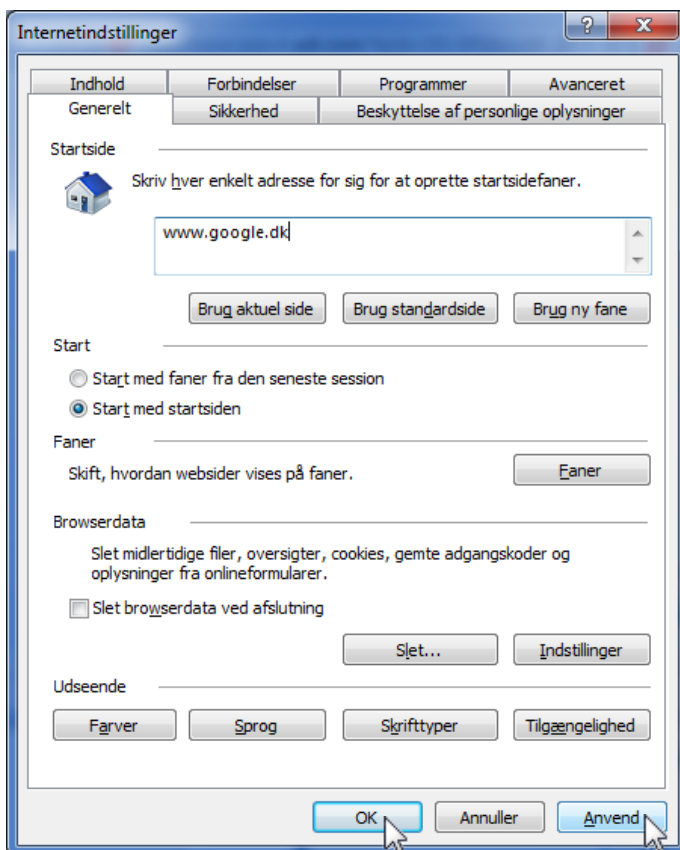 Internetindstillinger
Indhold Forbindelser Programmer Avanceret
Generelt Sikkerhed Beskyttelse af personlige oplysninger
Startside
Skriv hver enkelt adresse for sig for at oprette startsidefaner.
www.google.dk
Brug aktuel side Brug standardside Brug ny fane
Start
Start med faner fra den seneste session
Start med startsiden
Faner
Skift, hvordan websider vises på faner. Faner
Browserdata
Slet midlertidige filer, oversigter, cookies, gemte adgangskoder og
oplysninger fra onlineformularer.
Slet browserdata ved afslutning
Slet... Indstillinger
Udseende
Farver Sprog Skrifttyper Tilgængelighed
OK Annuller Anvend